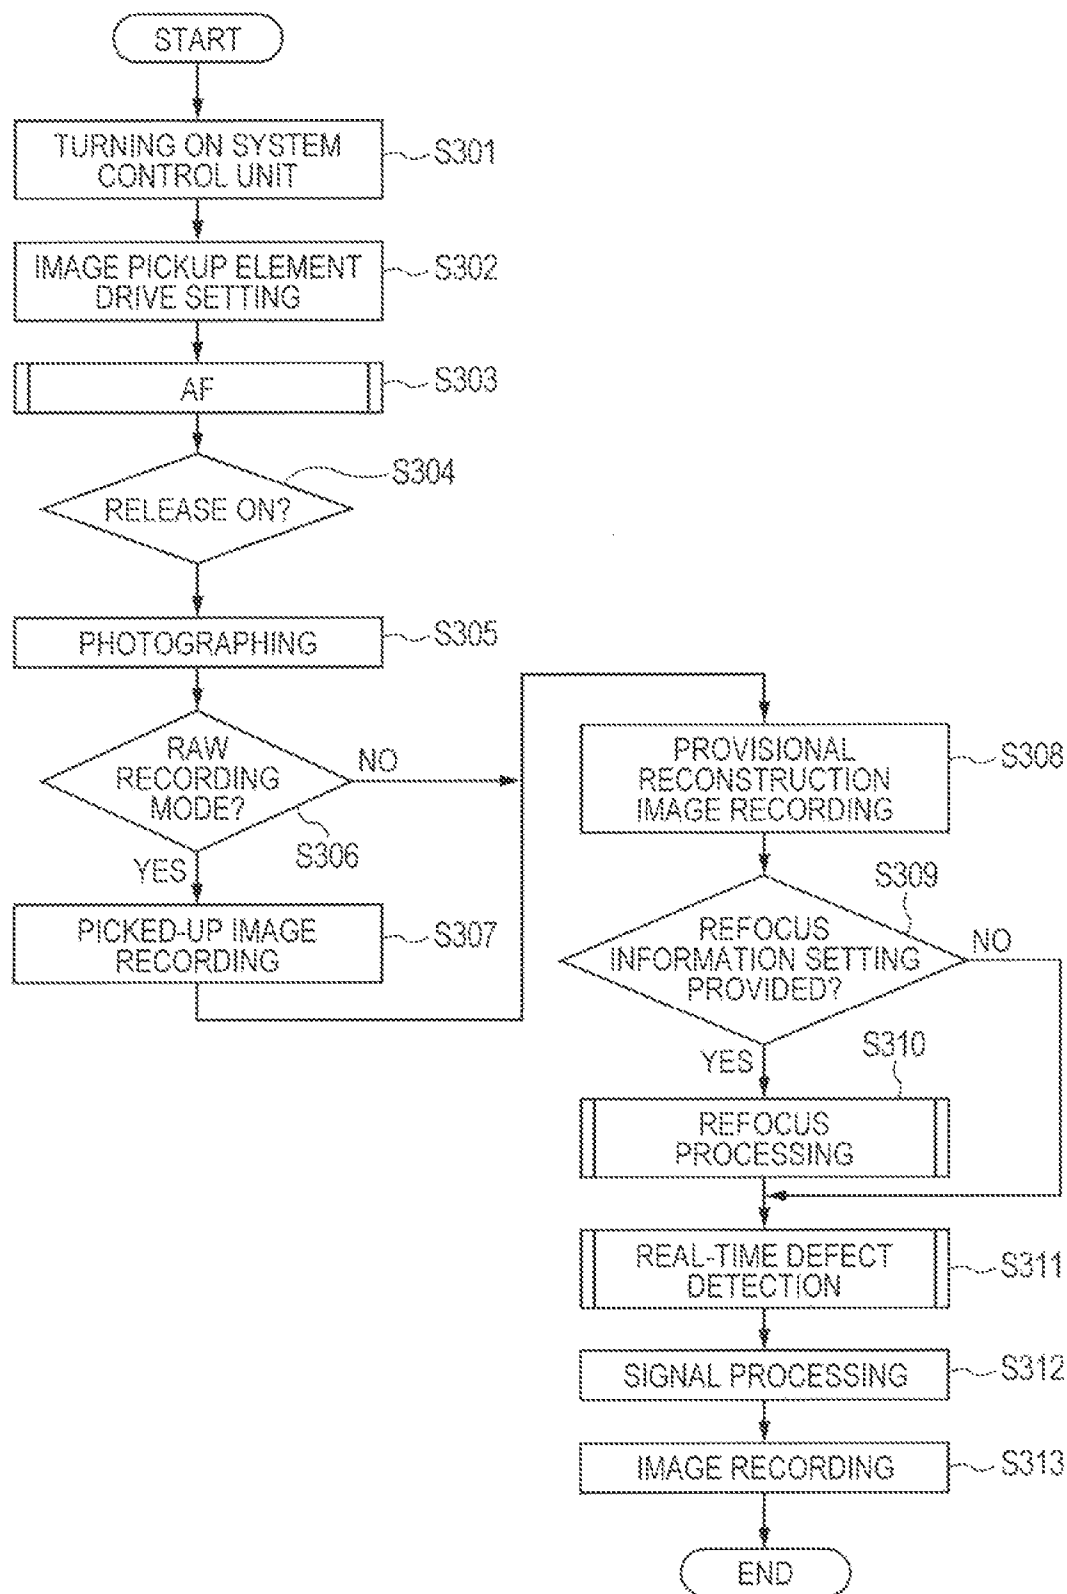 START
TURNING ON SYSTEM
CONTROL UNIT
S301
IMAGE PICKUP ELEMENT
DRIVE SETTING
S302
AF
S303
RELEASE ON?
S304
PHOTOGRAPHING
S305
RAW
RECORDING
MODE?
NO
S306
YES
PICKED-UP IMAGE
RECORDING
S307
PROVISIONAL
RECONSTRUCTION
IMAGE RECORDING
S308
S309
REFOCUS
INFORMATION SETTING
PROVIDED?
NO
YES
S310
REFOCUS
PROCESSING
REAL-TIME DEFECT
DETECTION
S311
SIGNAL PROCESSING
S312
IMAGE RECORDING
S313
END